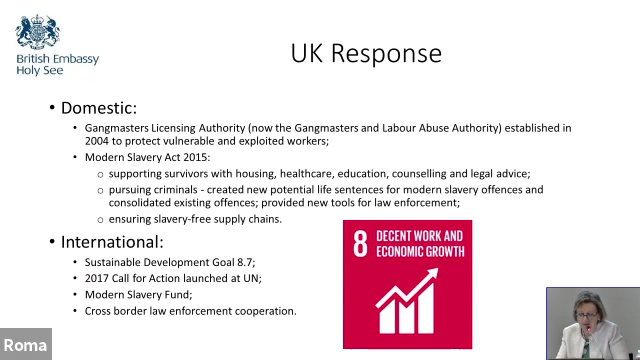 British Embassy
Holy See
UK Response
• Domestic:
• Gangmasters Licensing Authority (now the Gangmasters and Labour Abuse Authority) established in
2004 to protect vulnerable and exploited workers;
• Modern Slavery Act 2015:
o supporting survivors with housing, healthcare, education, counselling and legal advice;
o pursuing criminals - created new potential life sentences for modern slavery offences and
consolidated existing offences; provided new tools for law enforcement;
o ensuring slavery-free supply chains.
• International:
• Sustainable Development Goal 8.7;
• 2017 Call for Action launched at UN;
• Modern Slavery Fund;
• Cross border law enforcement cooperation.
8 DECENT WORK AND
ECONOMIC GROWTH
Roma